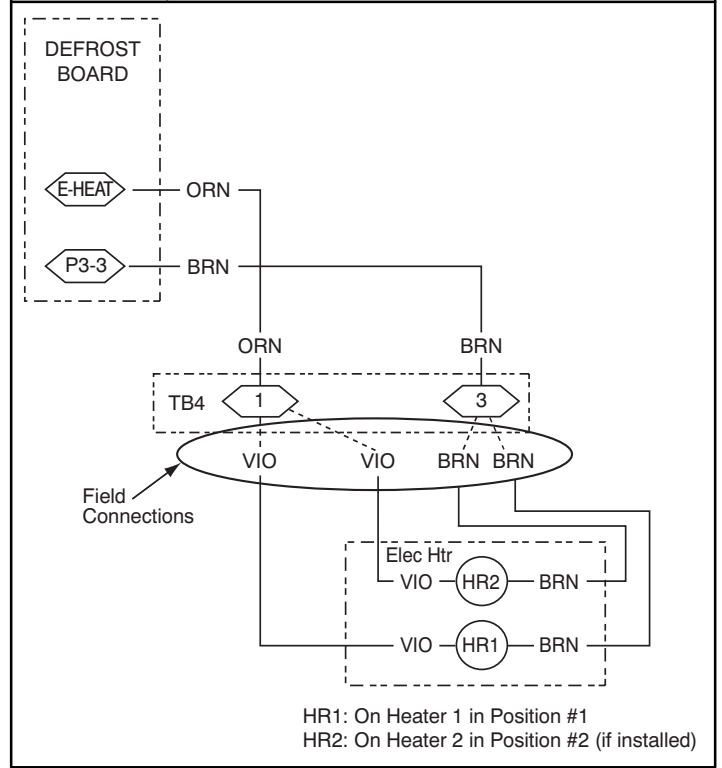 DEFROST
BOARD
E-HEAT
ORN
P3-3
BRN
ORN
BRN
TB4
1
3
VIO
VIO
BRN
BRN
Field
Connections
Elec Htr
VIO
HR2
BRN
VIO
HR1
BRN
HR1: On Heater 1 in Position #1
HR2: On Heater 2 in Position #2 (if installed)